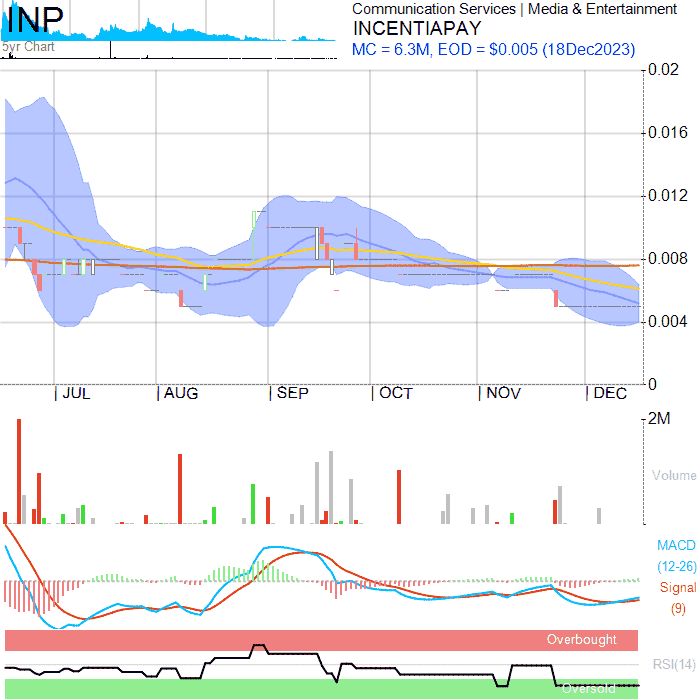 INP
5yr Chart
Communication Services | Media & Entertainment
INCENTIAPAY
MC = 6.3M, EOD = $0.005 (18Dec2023)
0.02
0.016
0.012
0.008
0.004
0
| JUL | AUG | SEP | OCT | NOV | DEC
2M
Volume
MACD
(12-26)
Signal
(9)
Overbought
RSI(14)
Oversold